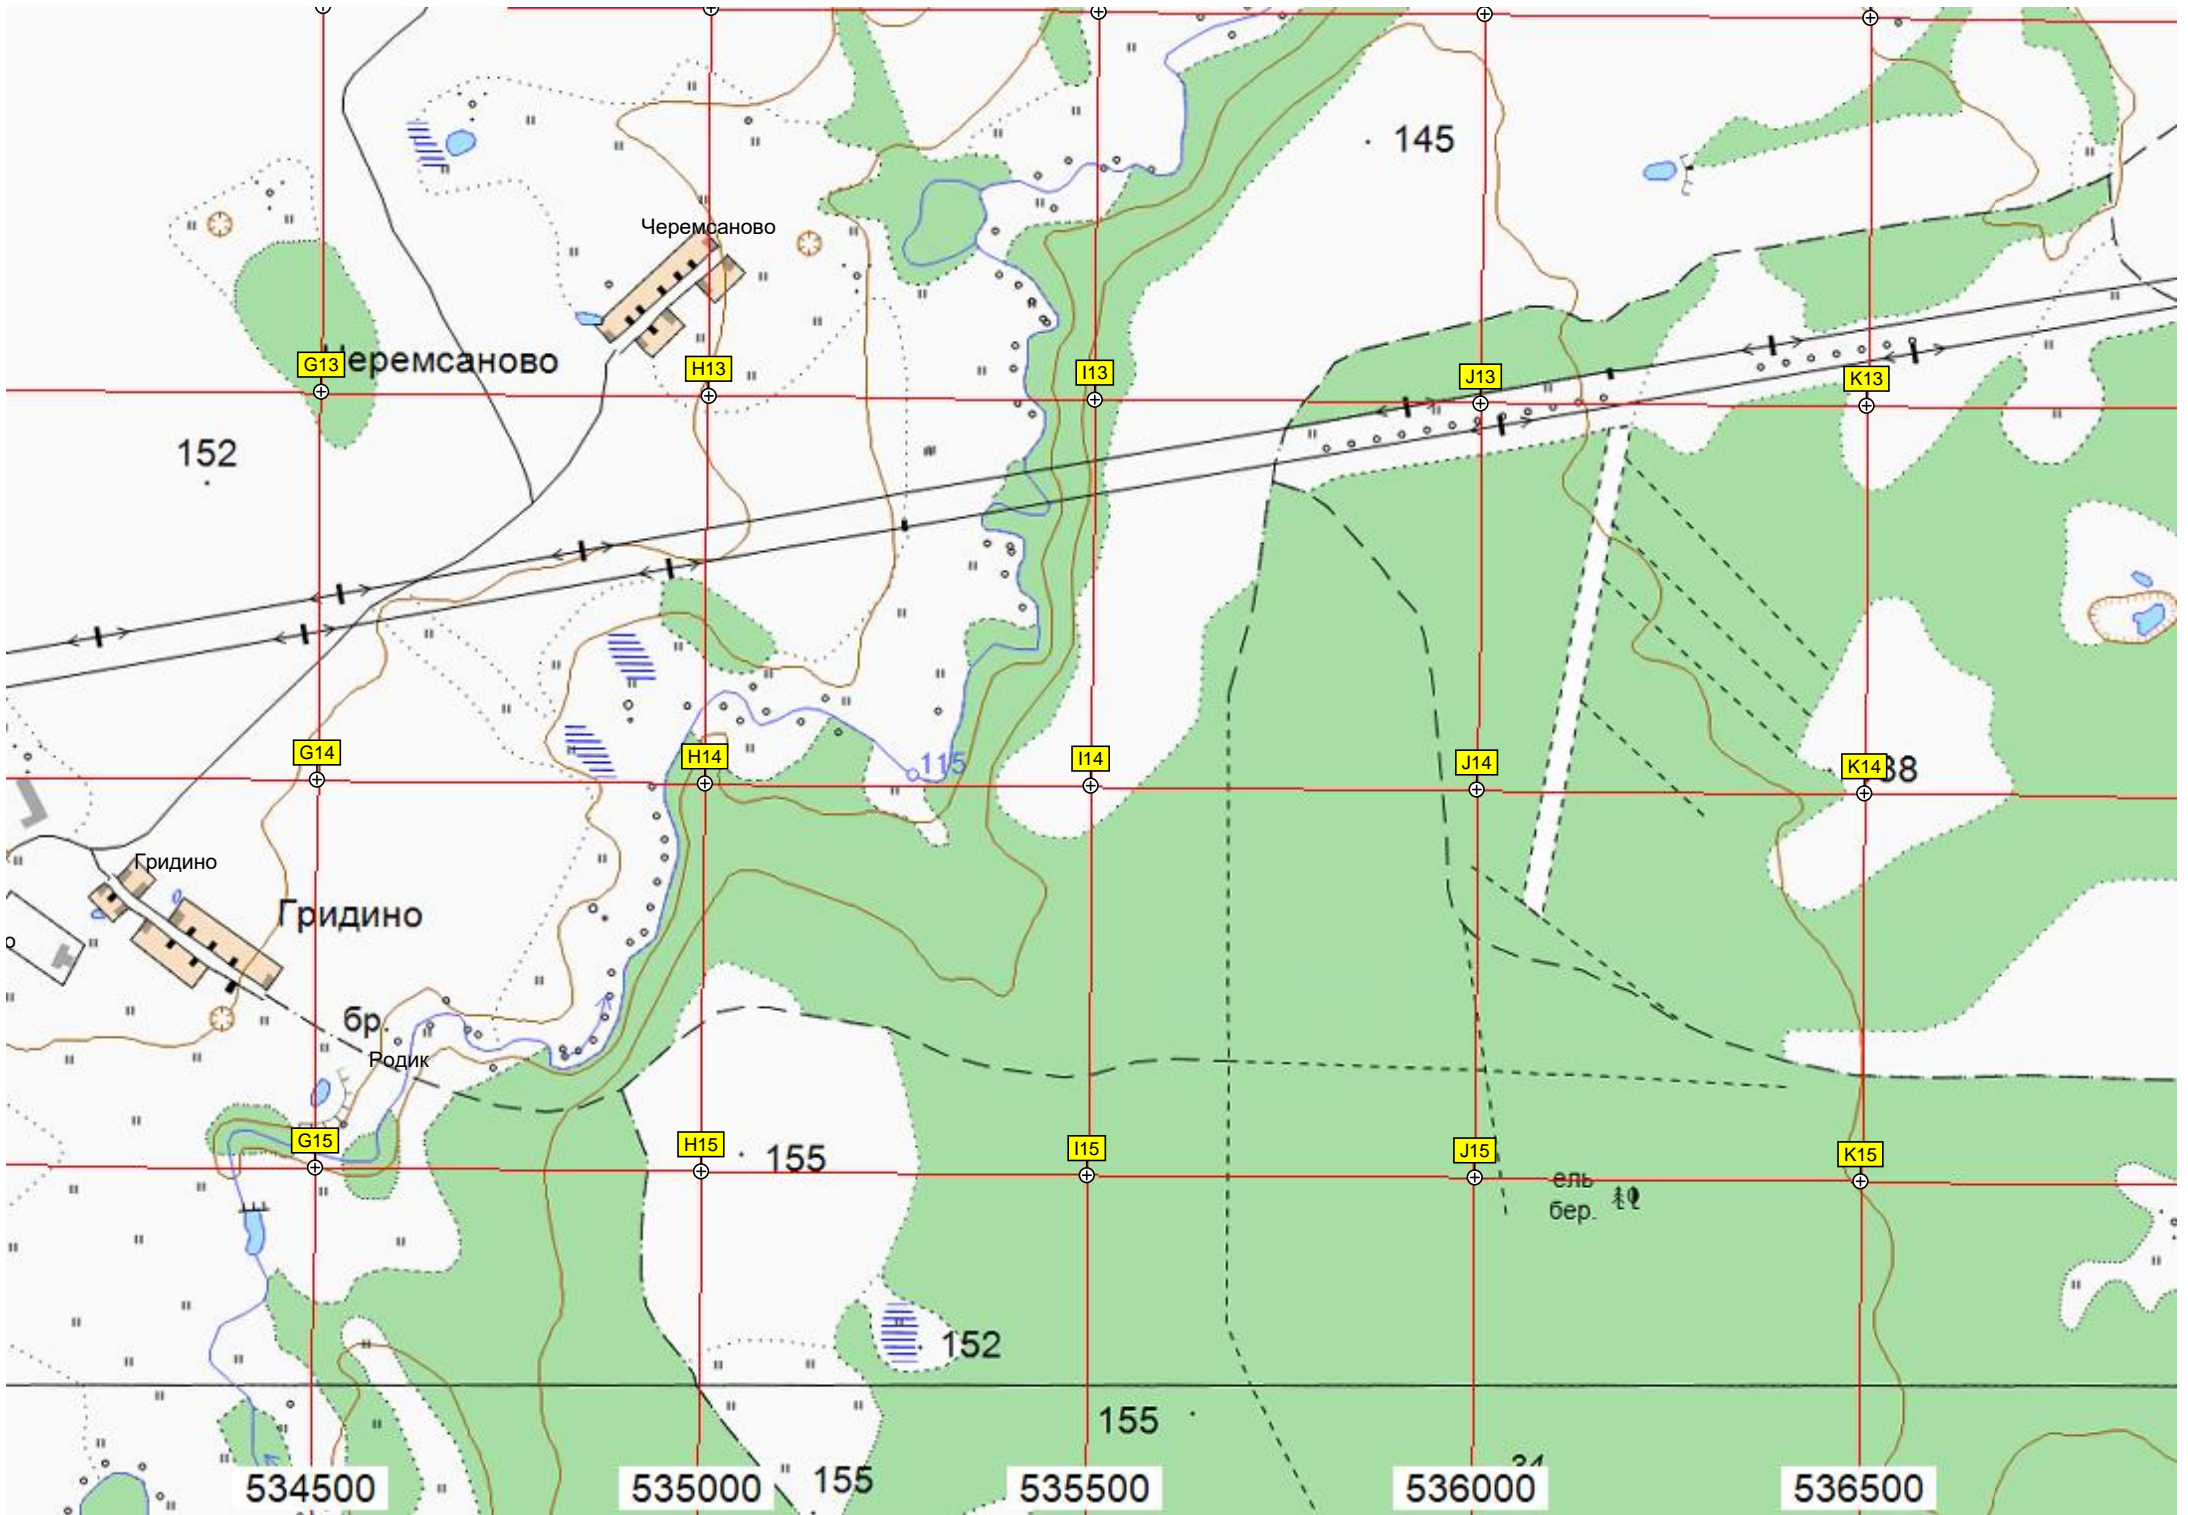 145
Черемсаново
G13
Черемсаново
H13
I13
J13
K13
152
G14
H14
115
I14
J14
K14
Гридино
Гридино
бр.
Родик
G15
H15
155
I15
J15
K15
ель
бер.
152
155
155
534500
535000
535500
536000
536500